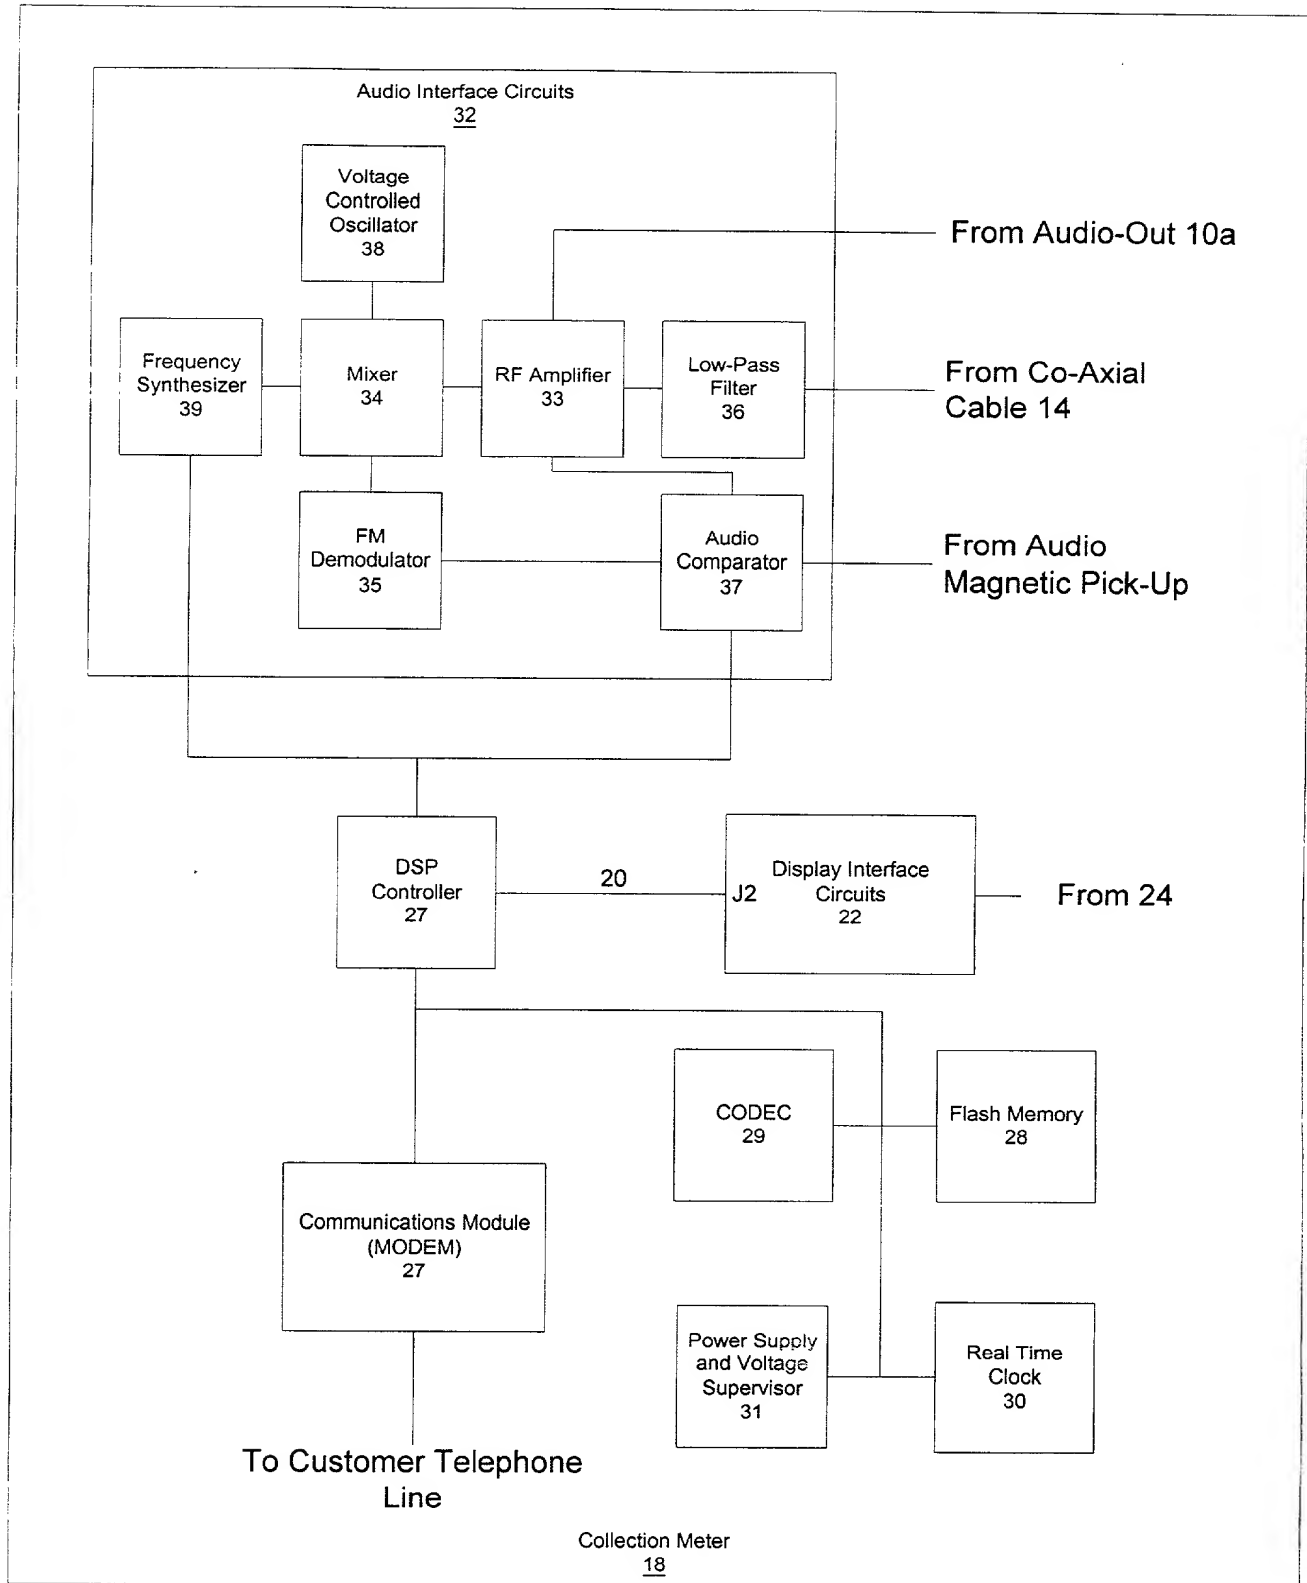 Audio Interface Circuits
32
Voltage
Controlled
Oscillator
38
From Audio-Out 10a
Frequency
Synthesizer
39
Mixer
34
RF Amplifier
33
Low-Pass
Filter
36
From Co-Axial
Cable 14
FM
Demodulator
35
Audio
Comparator
37
From Audio
Magnetic Pick-Up
DSP
Controller
27
20
J2
Display Interface
Circuits
22
From 24
CODEC
29
Flash Memory
28
Communications Module
(MODEM)
27
Power Supply
and Voltage
Supervisor
31
Real Time
Clock
30
To Customer Telephone
Line
Collection Meter
18